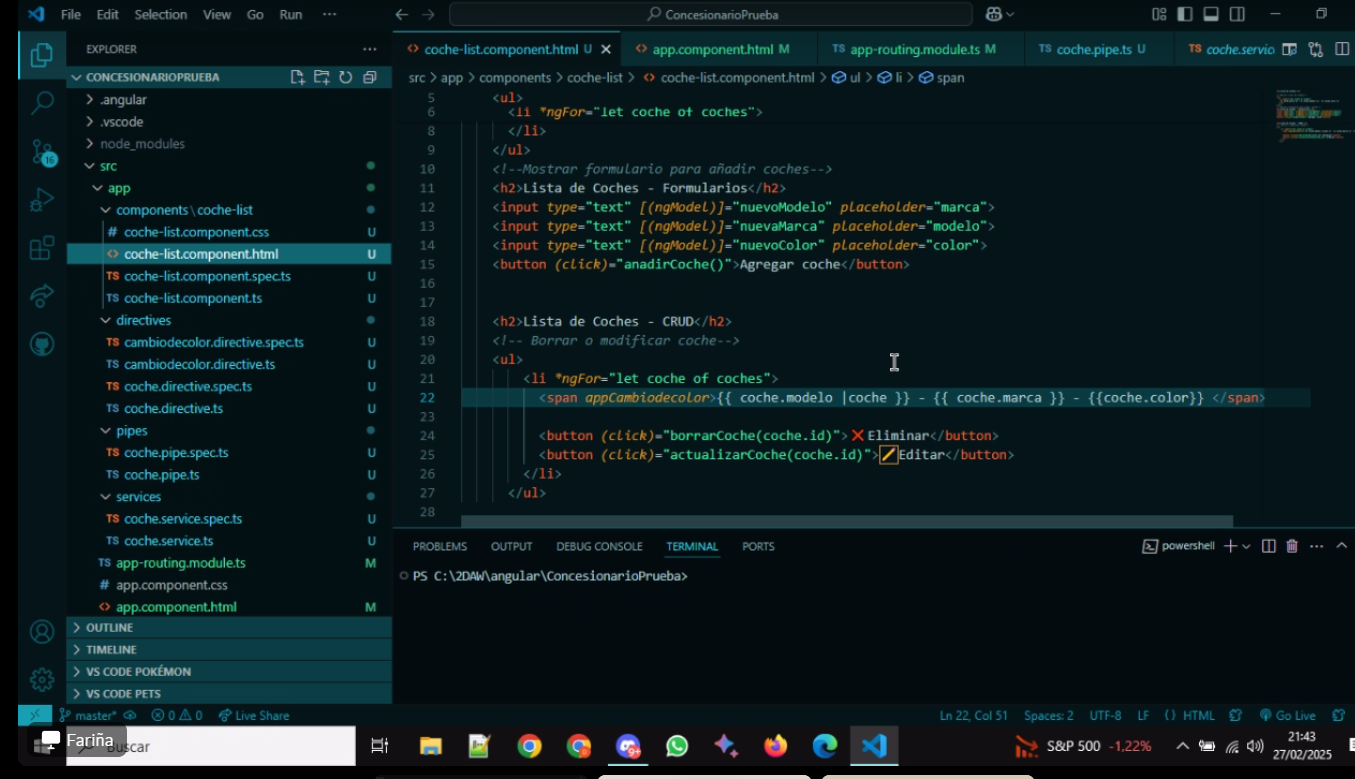 File Edit Selection View Go Run ··· ConcesionarioPrueba
EXPLORER ···
coche-list.component.html U app.component.html M TS app-routing.module.ts M TS coche.pipe.ts U TS coche.servio
CONCESIONARIOPRUEBA
src > app > components > coche-list > coche-list.component.html > ul > li > span
.angular
.vscode
node_modules
src
app
components\coche-list
# coche-list.component.css U
coche-list.component.html U
TS coche-list.component.spec.ts U
TS coche-list.component.ts U
directives
TS cambiodecolor.directive.spec.ts U
TS cambiodecolor.directive.ts U
TS coche.directive.spec.ts U
TS coche.directive.ts U
pipes
TS coche.pipe.spec.ts U
TS coche.pipe.ts U
services
TS coche.service.spec.ts U
TS coche.service.ts U
TS app-routing.module.ts M
# app.component.css
app.component.html M
OUTLINE
TIMELINE
VS CODE POKÉMON
VS CODE PETS
5 <ul>
6 <li *ngFor="let coche of coches">
8 </li>
9 </ul>
10 <!--Mostrar formulario para añadir coches-->
11 <h2>Lista de Coches - Formularios</h2>
12 <input type="text" [(ngModel)]="nuevoModelo" placeholder="marca">
13 <input type="text" [(ngModel)]="nuevaMarca" placeholder="modelo">
14 <input type="text" [(ngModel)]="nuevoColor" placeholder="color">
15 <button (click)="anadirCoche()">Agregar coche</button>
16
17
18 <h2>Lista de Coches - CRUD</h2>
19 <!-- Borrar o modificar coche-->
20 <ul>
21 <li *ngFor="let coche of coches">
22 <span appCambiodecolor>{{ coche.modelo |coche }} - {{ coche.marca }} - {{coche.color}} </span>
23
24 <button (click)="borrarCoche(coche.id)">❌ Eliminar</button>
25 <button (click)="actualizarCoche(coche.id)">✏️Editar</button>
26 </li>
27 </ul>
28
PROBLEMS OUTPUT DEBUG CONSOLE TERMINAL PORTS powershell
PS C:\2DAW\angular\ConcesionarioPrueba>
16
master* 0 0 Live Share Ln 22, Col 51 Spaces: 2 UTF-8 LF {} HTML Go Live
Fariña
Buscar
S&P 500 -1,22%
21:43
27/02/2025